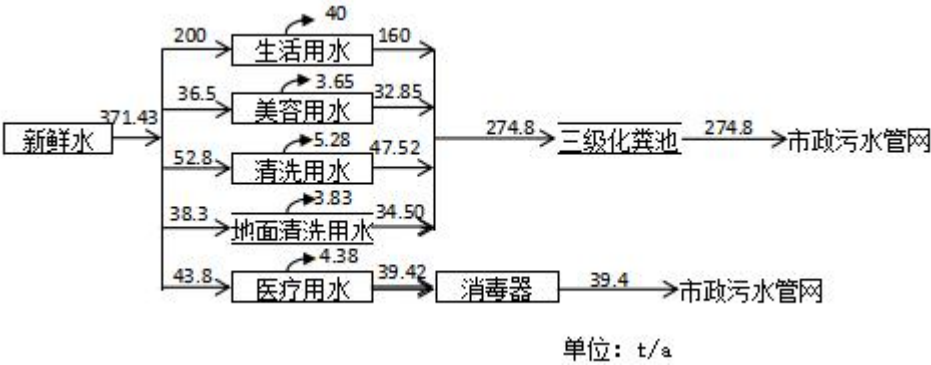 40
200 生活用水 160
3.65
36.5 美容用水 32.85
371.43
新鲜水
5.28
52.8 清洗用水 47.52
274.8 三级化粪池 274.8 市政污水管网
3.83
38.3 地面清洗用水 34.50
4.38
43.8 医疗用水 39.42 消毒器 39.4 市政污水管网
单位: t/a